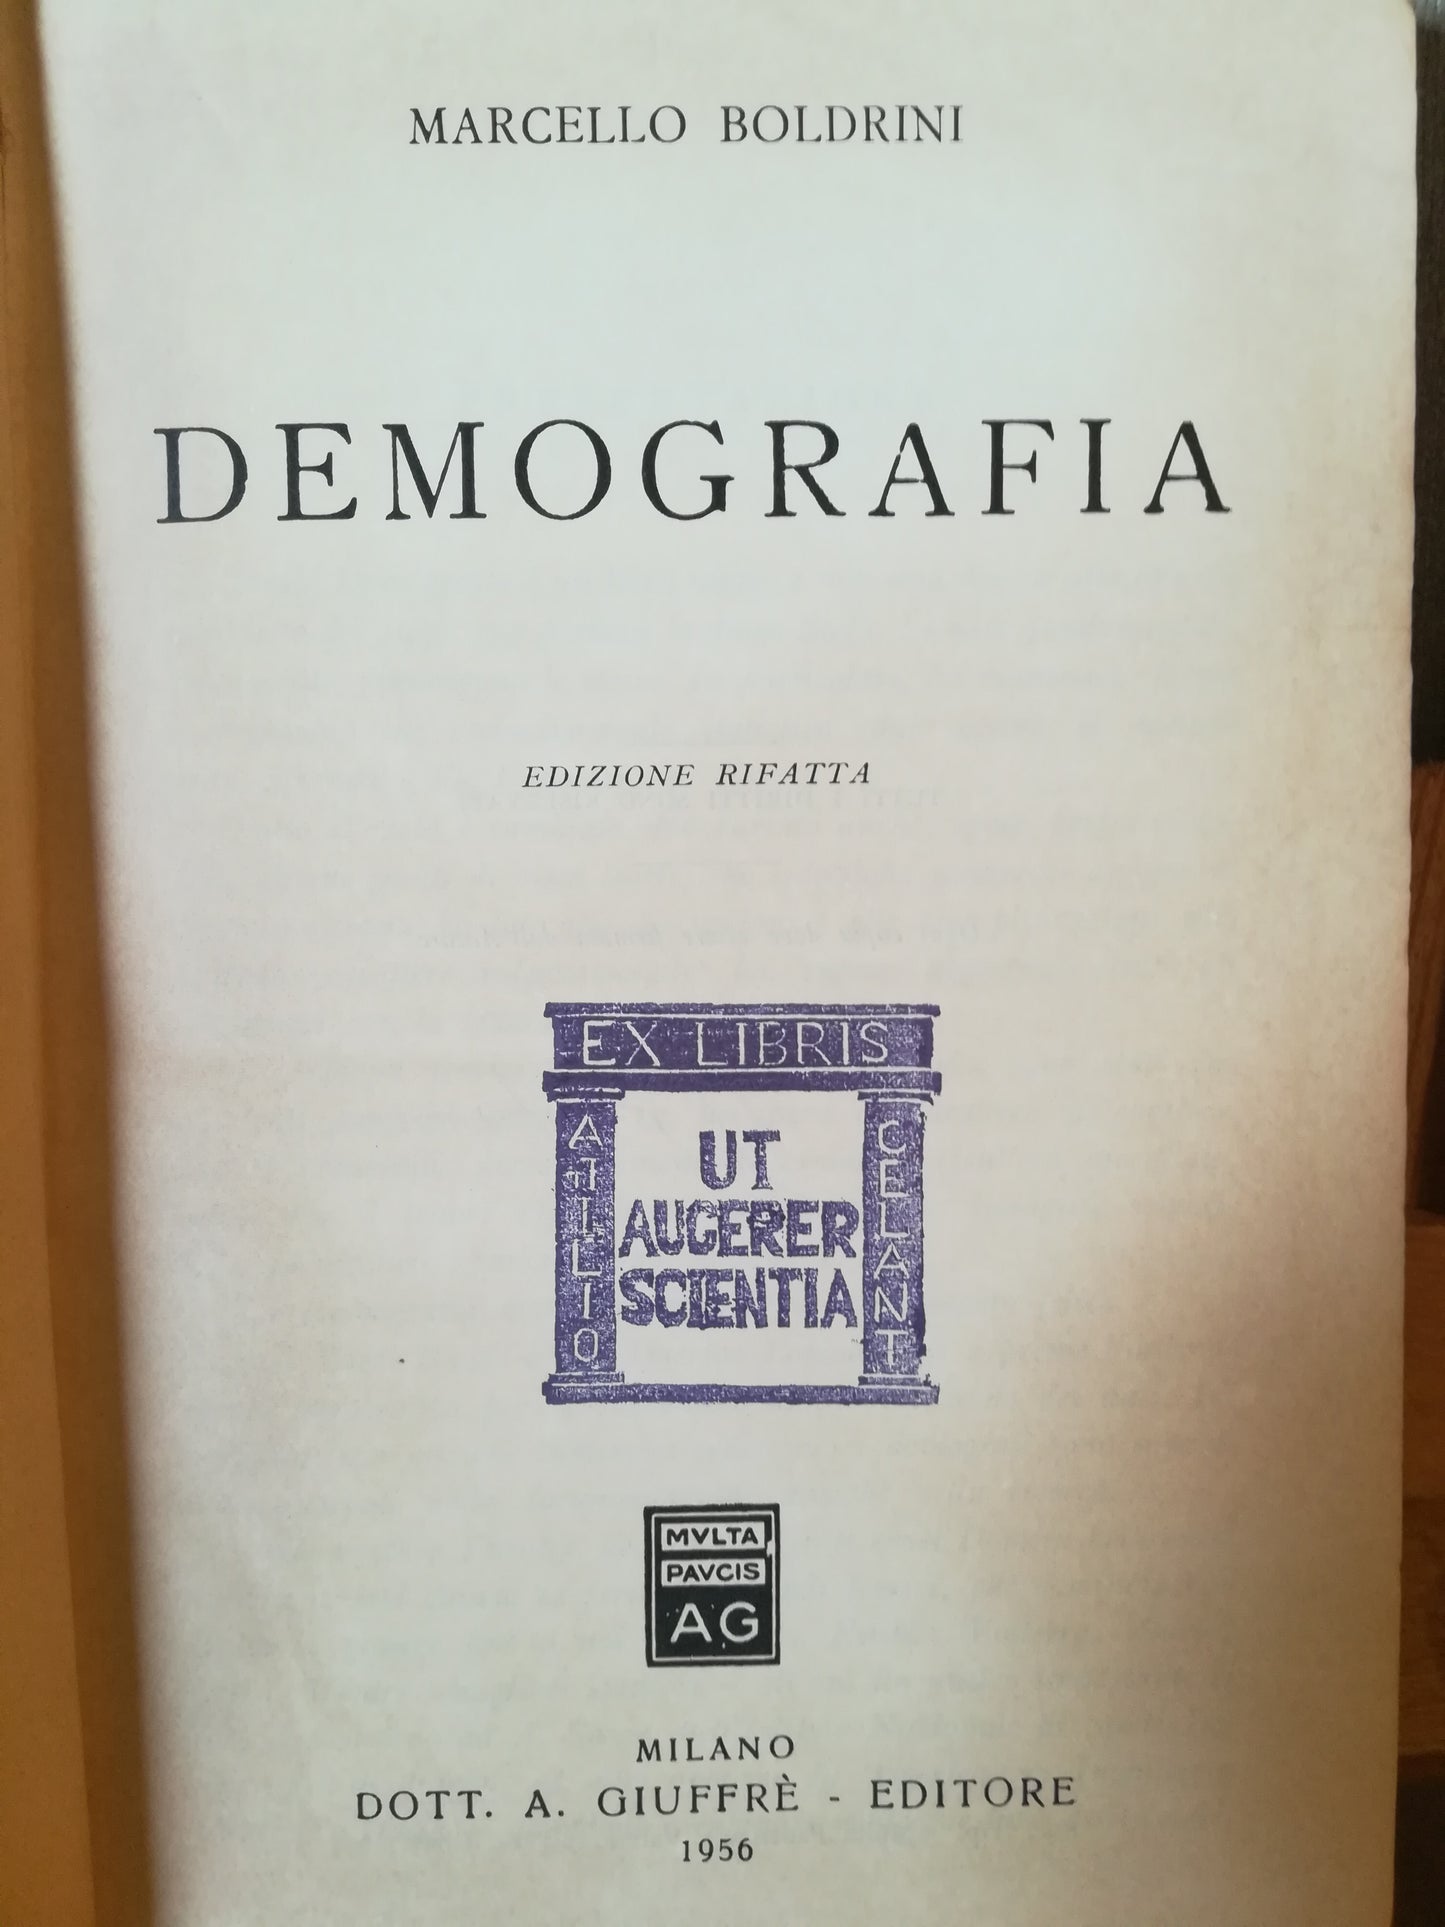 MARCELLO BOLDRINI
DEMOGRAFIA
EDIZIONE RIFATTA
EX LIBRIS
ATTILIO
UT
AUGERER
SCIENTIA
CELANT
MVLTA
PAVCIS
AG
MILANO
DOTT. A. GIUFFRÈ - EDITORE
1956